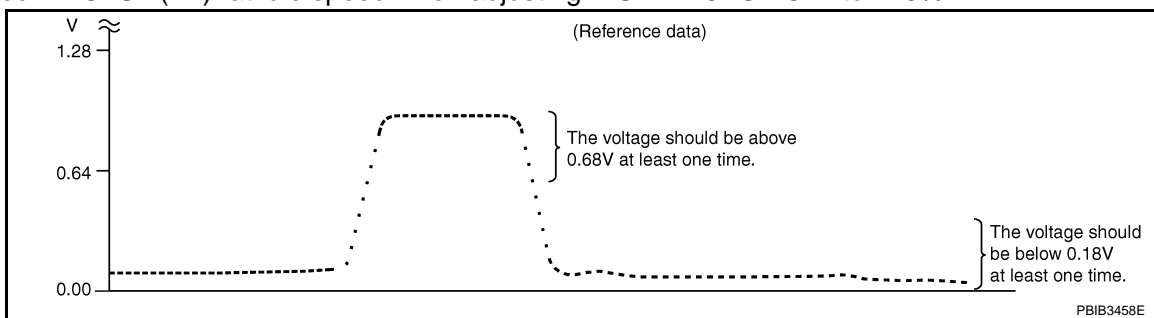 V
(Reference data)
1.28
The voltage should be above
0.68V at least one time.
0.64
The voltage should
be below 0.18V
at least one time.
0.00
PBIB3458E